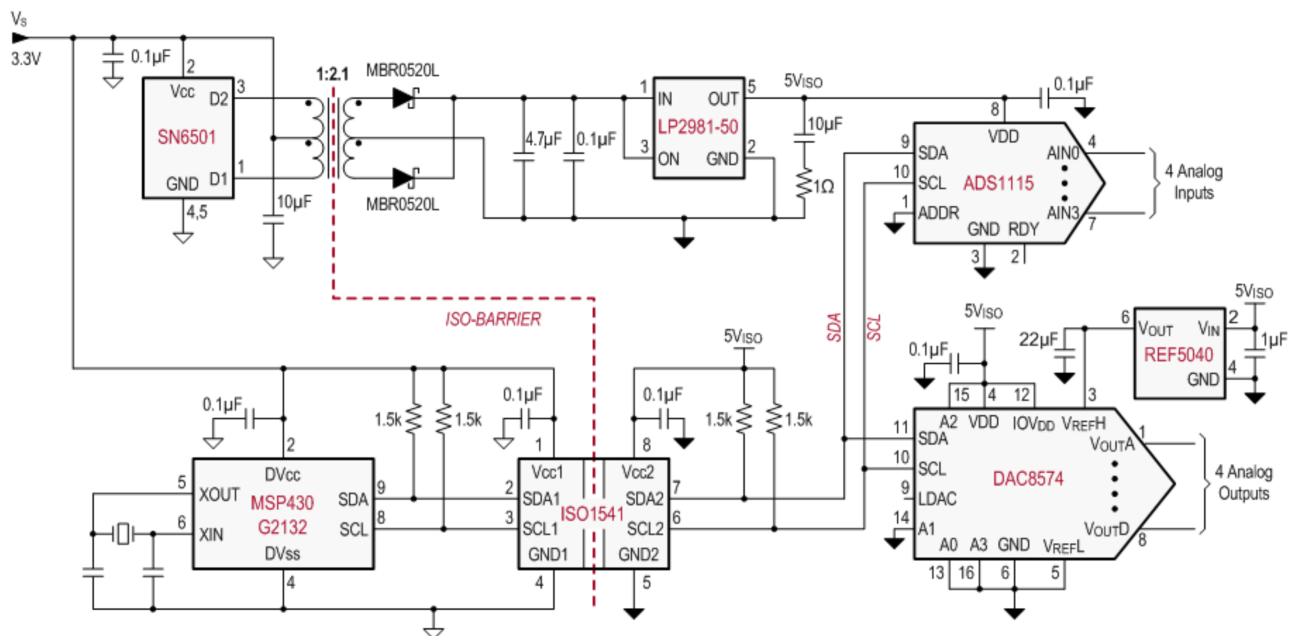 VS
3.3V
0.1µF
2
Vcc
3
D2
SN6501
D1
1
GND
4,5
10µF
1:2.1
MBR0520L
MBR0520L
4.7µF
0.1µF
1
IN
OUT
5
LP2981-50
3
ON
GND
2
5VISO
10µF
1Ω
0.1µF
8
VDD
9
SDA
AIN0
4
10
SCL
ADS1115
1
ADDR
AIN3
7
GND
RDY
3
2
4 Analog
Inputs
ISO-BARRIER
SDA
SCL
0.1µF
2
DVcc
5
XOUT
MSP430
G2132
SDA
9
6
XIN
SCL
8
DVss
4
1.5k
1.5k
0.1µF
1
Vcc1
2
SDA1
3
SCL1
GND1
4
ISO1541
5VISO
0.1µF
8
Vcc2
SDA2
7
SCL2
6
GND2
5
1.5k
1.5k
5VISO
0.1µF
15
4
12
3
A2
VDD
IOVDD
VREFH
11
SDA
VOUTA
1
10
SCL
DAC8574
9
LDAC
14
A1
VOUTD
8
A0
A3
GND
VREFL
13
16
6
5
4 Analog
Outputs
22µF
6
VOUT
VIN
2
REF5040
GND
4
5VISO
1µF